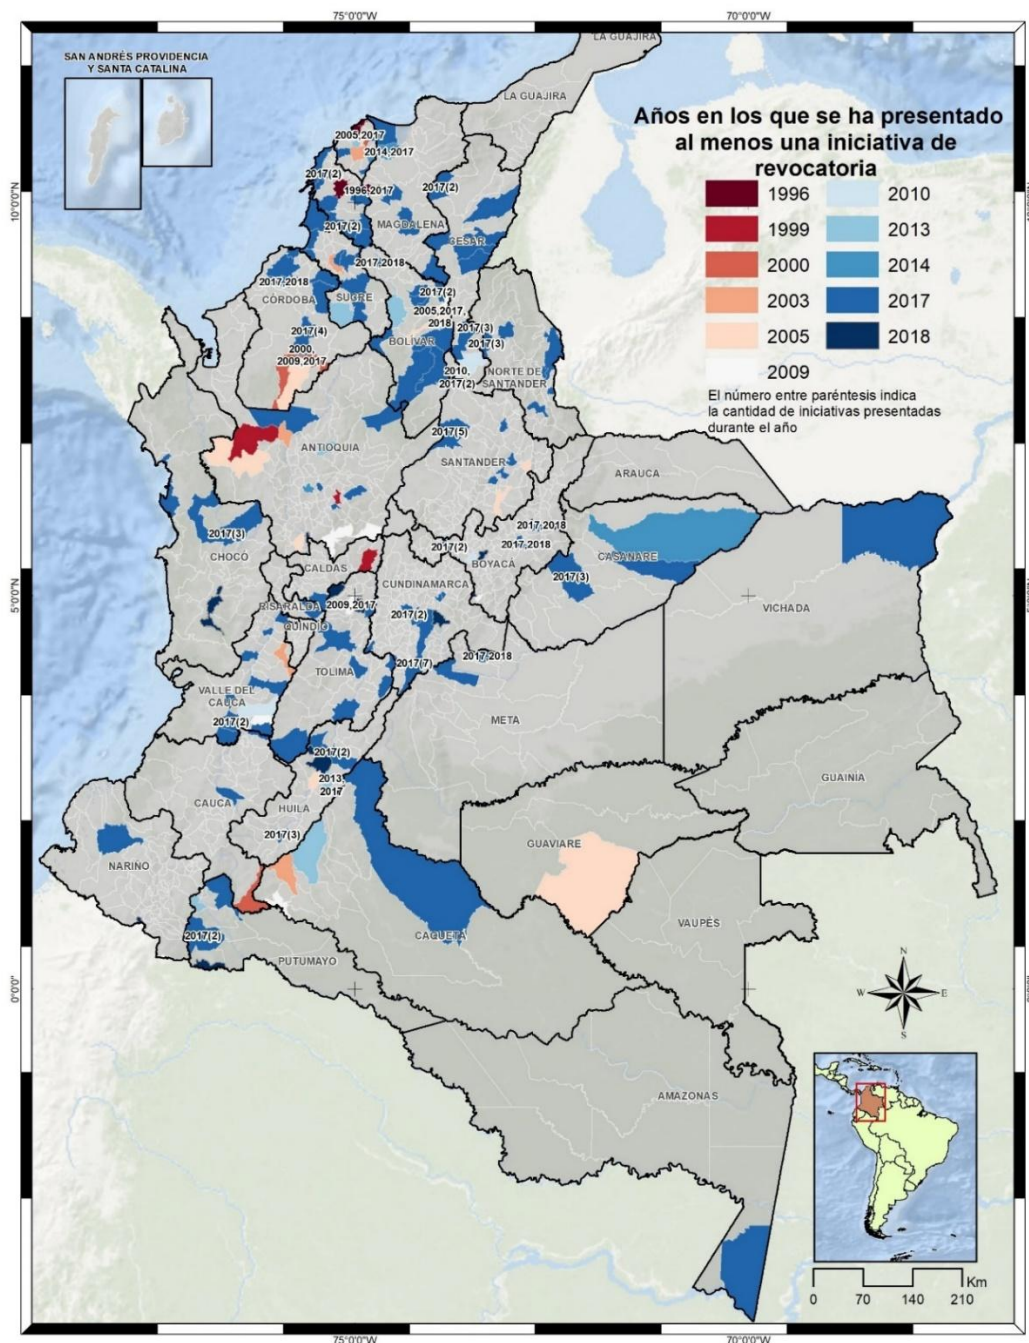 75°0'0"W
70°0'0"W
SAN ANDRÉS PROVIDENCIA
Y SANTA CATALINA
LA GUAJIRA
LA GUAJIRA
Años en los que se ha presentado
al menos una iniciativa de
revocatoria
1996
2010
1999
2013
2000
2014
2003
2017
2005
2018
2009
El número entre paréntesis indica
la cantidad de iniciativas presentadas
durante el año
10°0'0"N
2005,2017
2014,2017
2017(2)
1996,2017
2017(2)
MAGDALENA
2017(2)
CESAR
2017,2018
2017,2018
CÓRDOBA
SUCRE
2017(2)
2005,2017,
2018
2017(4)
BOLÍVAR
2017(3)
2017(3)
2000,
2009,2017
2010,
2017(2)
NORTE DE
SANTANDER
2017(5)
ANTIOQUIA
SANTANDER
ARAUCA
2017(3)
CHOCÓ
2017,2018
2017(2)
2017,2018
BOYACÁ
CASANARE
2017(3)
5°0'0"N
CALDAS
CUNDINAMARCA
RISARALDA
2009,2017
2017(2)
VICHADA
QUINDÍO
2017(7)
2017,2018
TOLIMA
VALLE DEL
CAUCA
2017(2)
META
2017(2)
2013,
2017
GUAINÍA
CAUCA
HUILA
2017(3)
GUAVIARE
NARIÑO
VAUPÉS
2017(2)
CAQUETÁ
PUTUMAYO
0°0'0"
N
W
E
S
AMAZONAS
Km
0
70
140
210
75°0'0"W
70°0'0"W